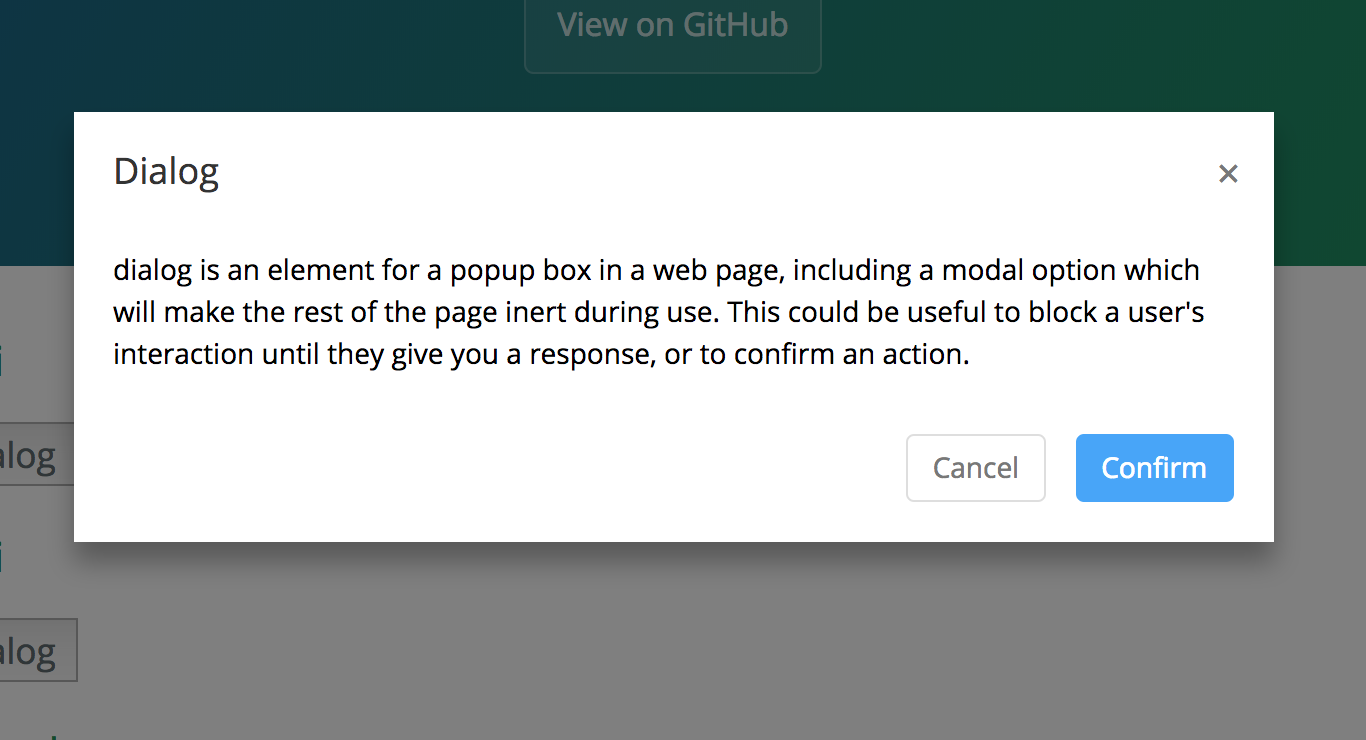 View on GitHub
Dialog
×
dialog is an element for a popup box in a web page, including a modal option which
will make the rest of the page inert during use. This could be useful to block a user's
interaction until they give you a response, or to confirm an action.
Cancel
Confirm